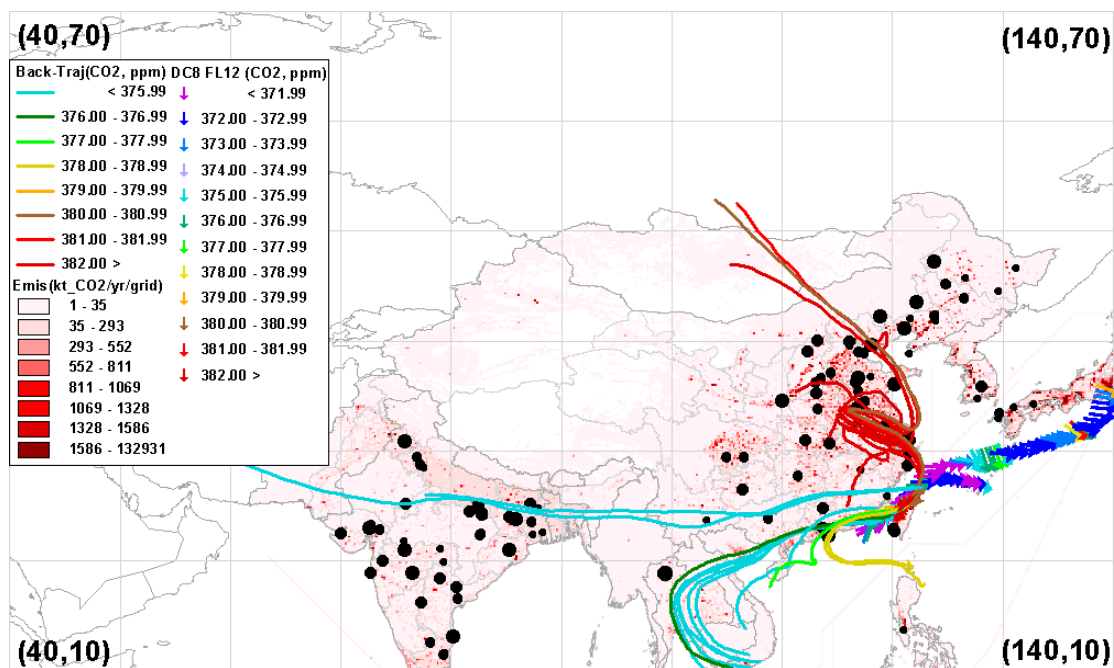 (40,70)
(140,70)
Back-Traj(CO2, ppm) DC8 FL12 (CO2, ppm)
< 375.99 < 371.99
376.00 - 376.99 372.00 - 372.99
377.00 - 377.99 373.00 - 373.99
378.00 - 378.99 374.00 - 374.99
379.00 - 379.99 375.00 - 375.99
380.00 - 380.99 376.00 - 376.99
381.00 - 381.99 377.00 - 377.99
382.00 > 378.00 - 378.99
Emis(kt_CO2/yr/grid) 379.00 - 379.99
1 - 35 380.00 - 380.99
35 - 293 381.00 - 381.99
293 - 552 382.00 >
552 - 811
811 - 1069
1069 - 1328
1328 - 1586
1586 - 132931
(40,10)
(140,10)